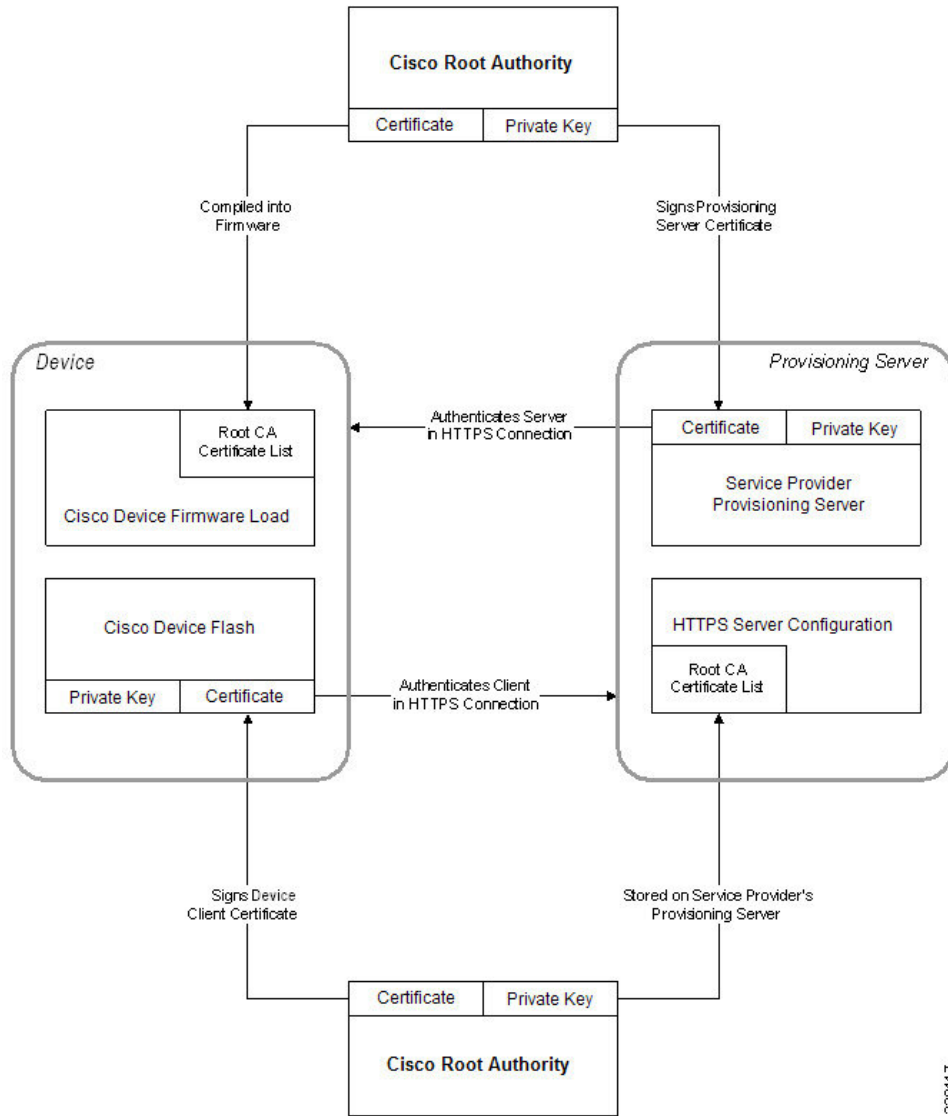 Cisco Root Authority
Certificate
Private Key
Compiled into
Firmware
Signs Provisioning
Server Certificate
Device
Provisioning Server
Root CA
Certificate List
Cisco Device Firmware Load
Authenticates Server
in HTTPS Connection
Certificate
Private Key
Service Provider
Provisioning Server
Cisco Device Flash
Private Key
Certificate
Authenticates Client
in HTTPS Connection
HTTPS Server Configuration
Root CA
Certificate List
Signs Device
Client Certificate
Stored on Service Provider's
Provisioning Server
Certificate
Private Key
Cisco Root Authority